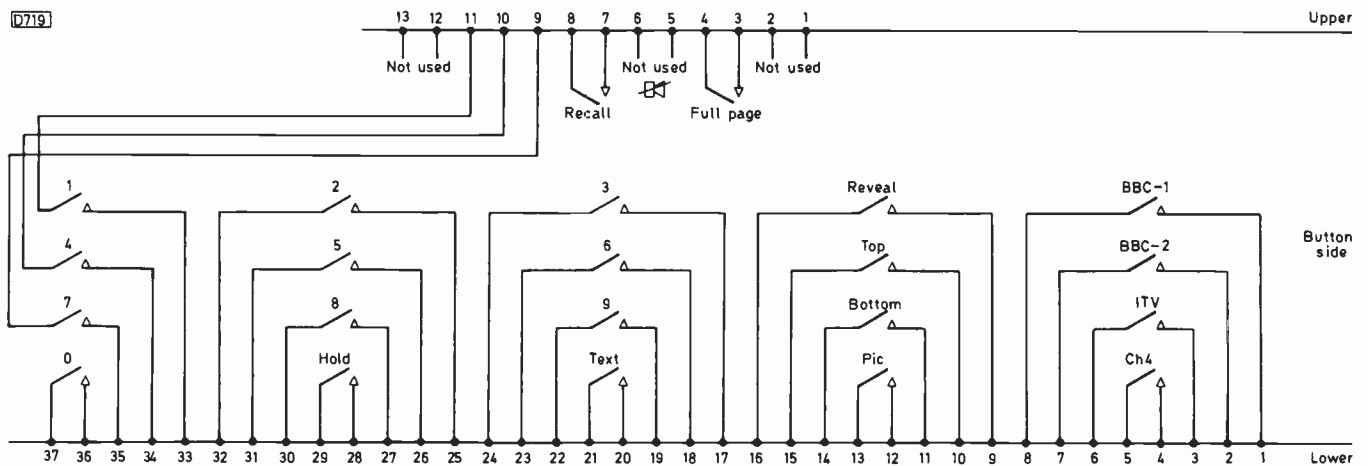 D719
13 12 11 10 9 8 7 6 5 4 3 2 1 Upper
Not used Not used Not used
Recall Full page
1 2 3 Reveal BBC-1
Button
side
4 5 6 Top BBC-2
7 8 9 Bottom ITV
0 Hold Text Pic Ch4
37 36 35 34 33 32 31 30 29 28 27 26 25 24 23 22 21 20 19 18 17 16 15 14 13 12 11 10 9 8 7 6 5 4 3 2 1 Lower